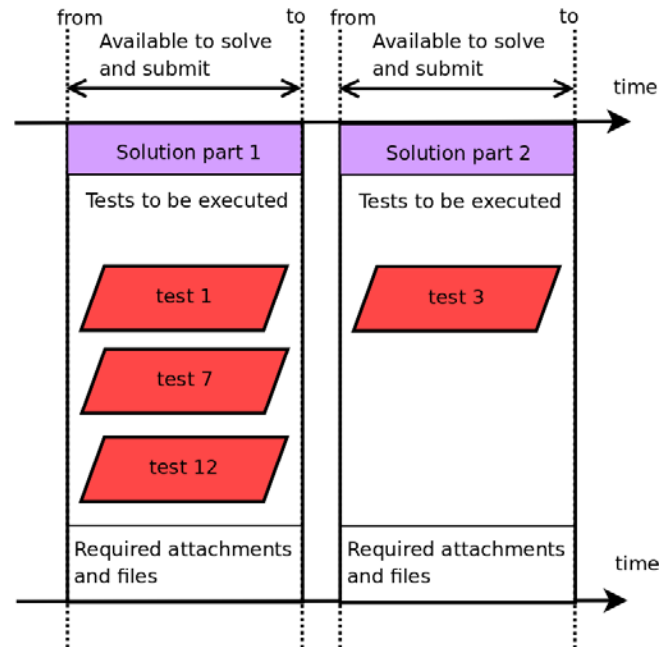 from
to
Available to solve
and submit
from
to
Available to solve
and submit
time
Solution part 1
Tests to be executed
test 1
test 7
test 12
Required attachments
and files
Solution part 2
Tests to be executed
test 3
Required attachments
and files
time